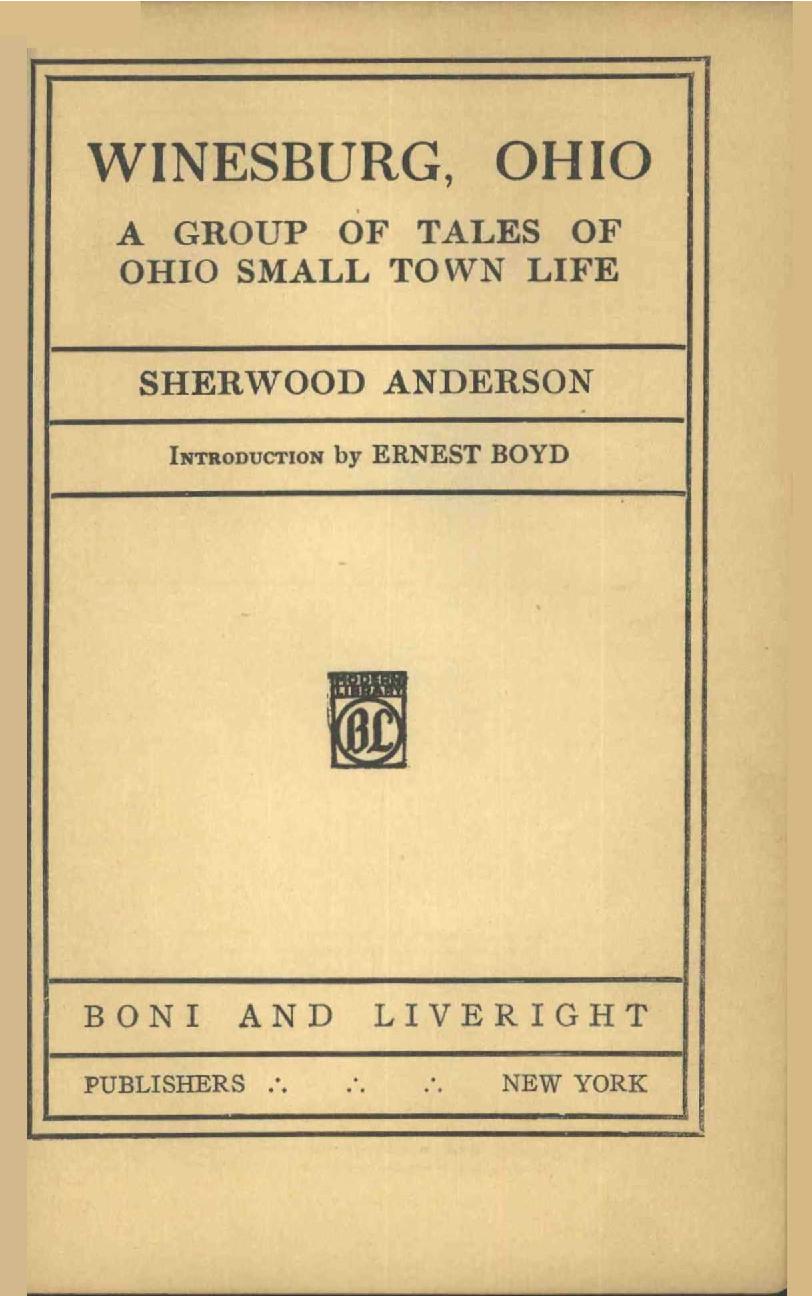 WINESBURG, OHIO
A GROUP OF TALES OF
OHIO SMALL TOWN LIFE
SHERWOOD ANDERSON
INTRODUCTION by ERNEST BOYD
MODERN
LIBRARY
BL
BONI AND LIVERIGHT
PUBLISHERS ∴ ∴ ∴ NEW YORK